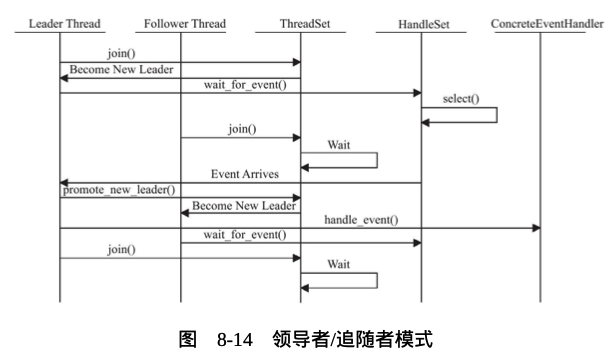 Leader Thread Follower Thread ThreadSet HandleSet ConcreteEventHandler
join()
Become New Leader
wait_for_event()
select()
join()
Wait
Event Arrives
promote_new_leader()
Become New Leader
handle_event()
wait_for_event()
join()
Wait
图 8-14 领导者/追随者模式